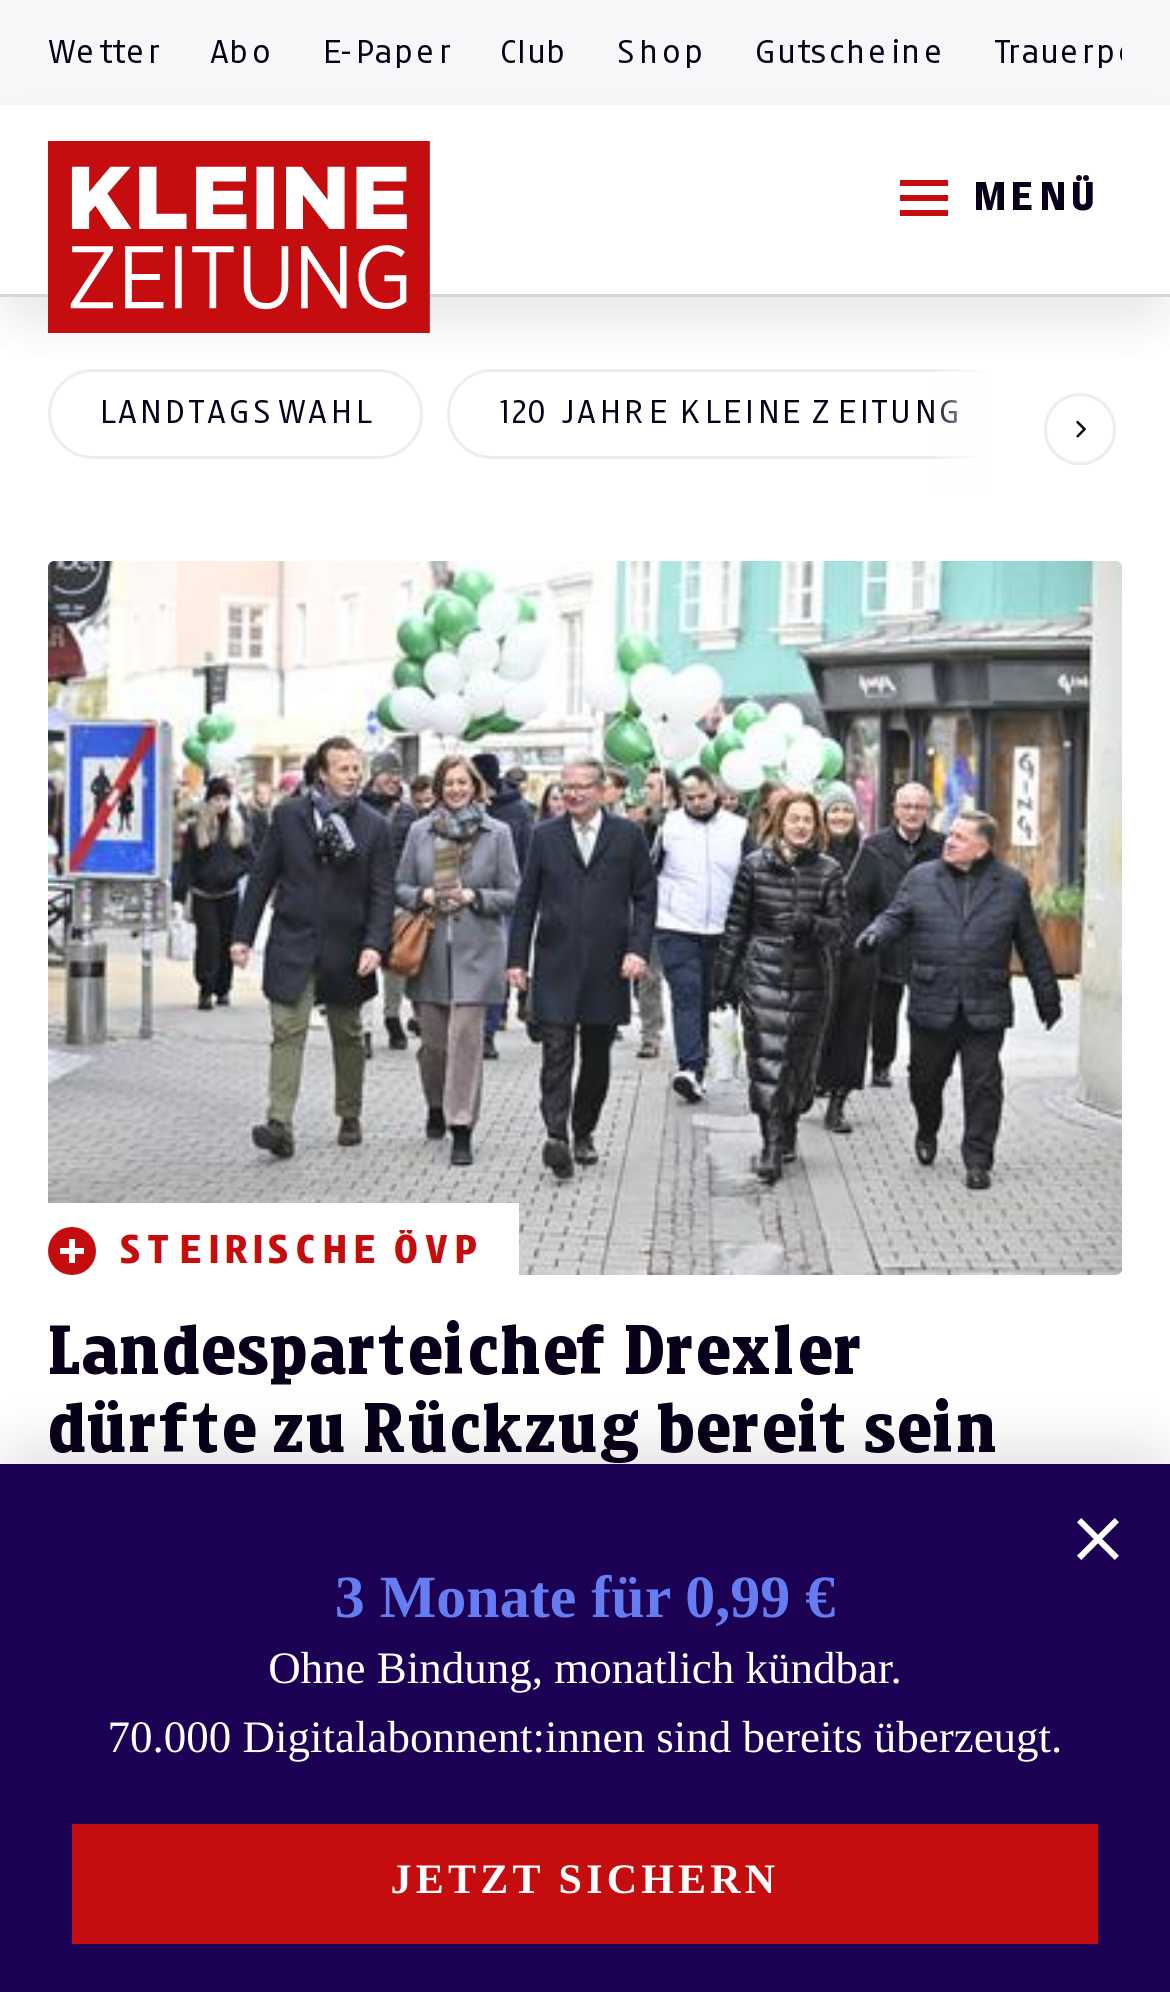 Wetter Abo E-Paper Club Shop Gutscheine
KLEINE
ZEITUNG
MENÜ
LANDTAGSWAHL 120 JAHRE KLEINE ZEITUNG
GING
STEIRISCHE ÖVP
Landesparteichef Drexler
dürfte zu Rückzug bereit sein
3 Monate für 0,99 €
Ohne Bindung, monatlich kündbar.
70.000 Digitalabonnent:innen sind bereits überzeugt.
JETZT SICHERN